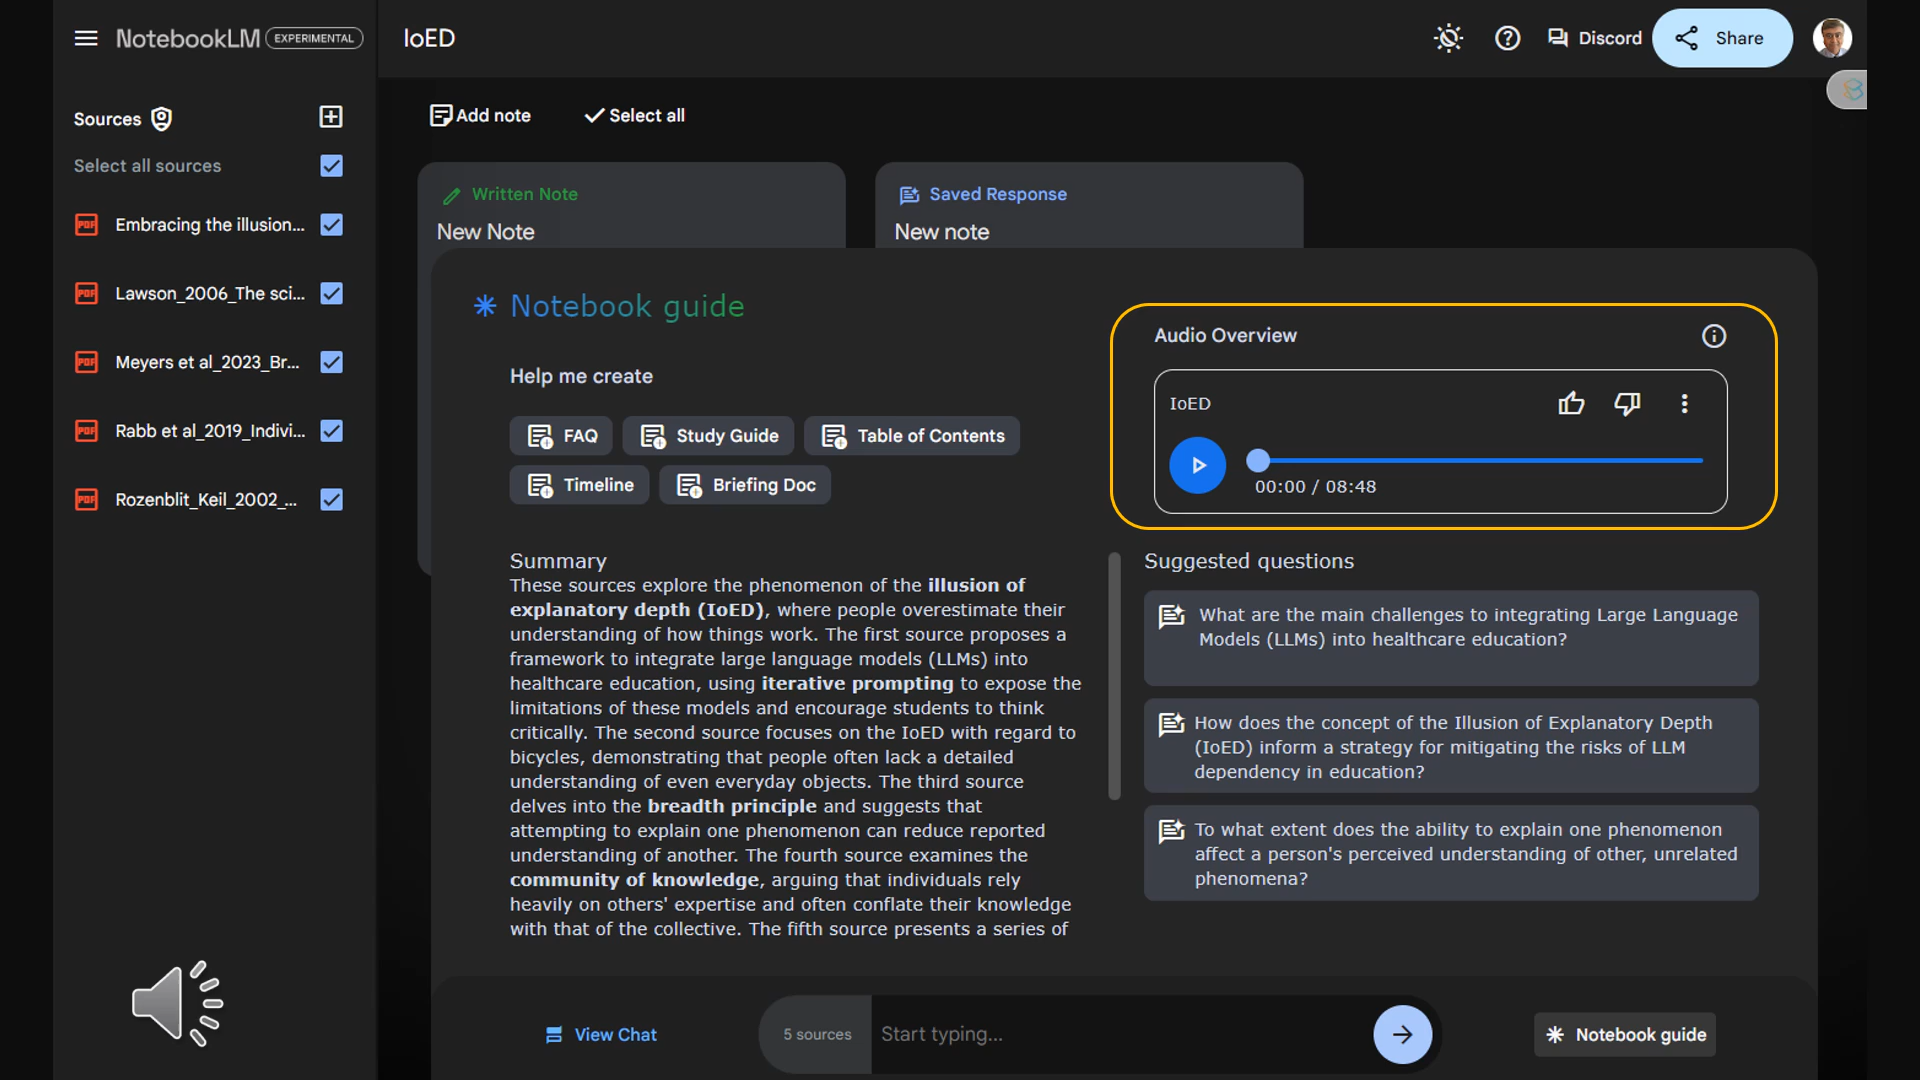 NotebookLM EXPERIMENTAL
IoED
Discord
Share
Sources
Select all sources
PDF Embracing the illusion...
PDF Lawson_2006_The sci...
PDF Meyers et al_2023_Br...
PDF Rabb et al_2019_Indivi...
PDF Rozenblit_Keil_2002_...
Add note
Select all
Written Note
New Note
Saved Response
New note
Notebook guide
Help me create
FAQ
Study Guide
Table of Contents
Timeline
Briefing Doc
Audio Overview
IoED
00:00 / 08:48
Summary
These sources explore the phenomenon of the illusion of
explanatory depth (IoED), where people overestimate their
understanding of how things work. The first source proposes a
framework to integrate large language models (LLMs) into
healthcare education, using iterative prompting to expose the
limitations of these models and encourage students to think
critically. The second source focuses on the IoED with regard to
bicycles, demonstrating that people often lack a detailed
understanding of even everyday objects. The third source
delves into the breadth principle and suggests that
attempting to explain one phenomenon can reduce reported
understanding of another. The fourth source examines the
community of knowledge, arguing that individuals rely
heavily on others' expertise and often conflate their knowledge
with that of the collective. The fifth source presents a series of
Suggested questions
What are the main challenges to integrating Large Language
Models (LLMs) into healthcare education?
How does the concept of the Illusion of Explanatory Depth
(IoED) inform a strategy for mitigating the risks of LLM
dependency in education?
To what extent does the ability to explain one phenomenon
affect a person's perceived understanding of other, unrelated
phenomena?
View Chat
5 sources
Start typing...
Notebook guide